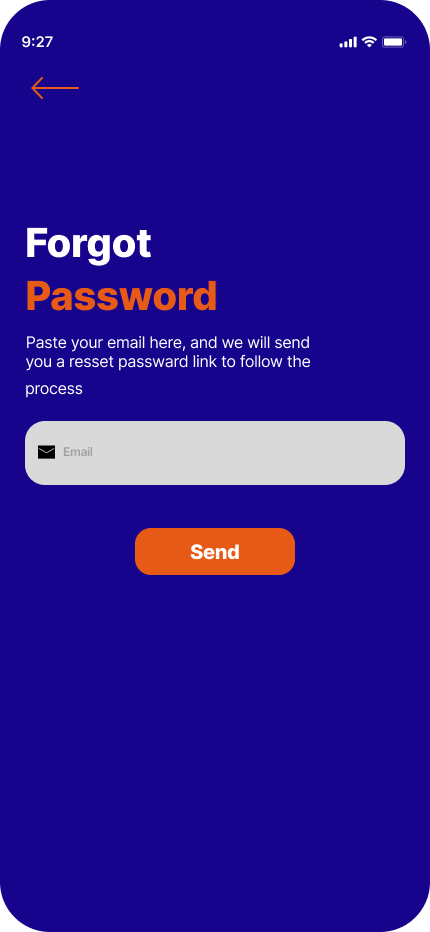 9:27
Forgot
Password
Paste your email here, and we will send
you a resset passward link to follow the
process
Email
Send